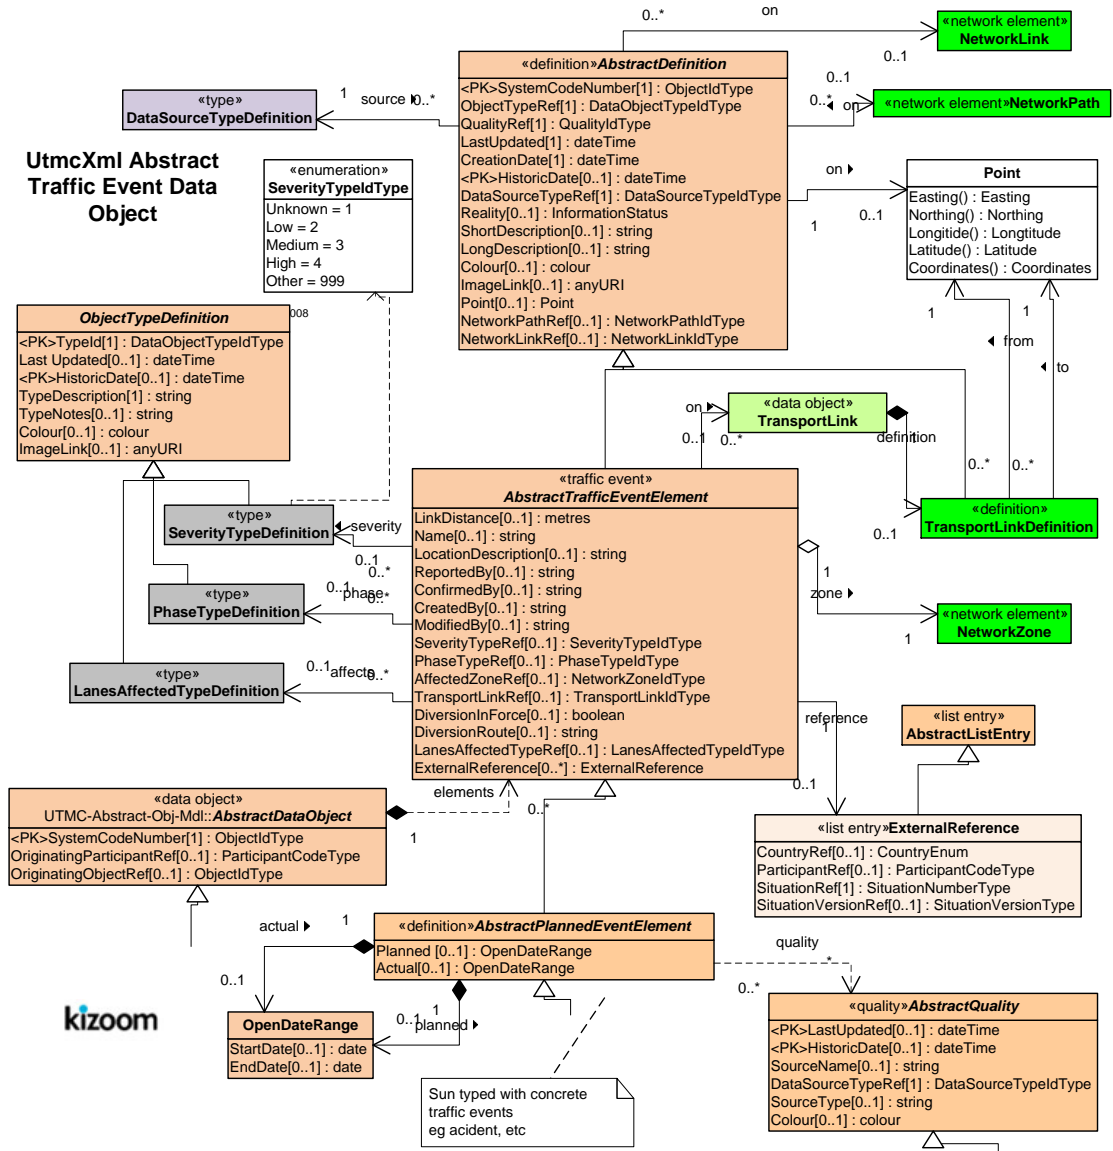 on
0..*
«network element»
NetworkLink
0..1
«definition»AbstractDefinition
<PK>SystemCodeNumber[1] : ObjectIdType
ObjectTypeRef[1] : DataObjectTypeIdType
QualityRef[1] : QualityIdType
LastUpdated[1] : dateTime
CreationDate[1] : dateTime
<PK>HistoricDate[0..1] : dateTime
DataSourceTypeRef[1] : DataSourceTypeIdType
Reality[0..1] : InformationStatus
ShortDescription[0..1] : string
LongDescription[0..1] : string
Colour[0..1] : colour
ImageLink[0..1] : anyURI
Point[0..1] : Point
NetworkPathRef[1] : NetworkPathIdType
NetworkLinkRef[0..1] : NetworkLinkIdType
0..1
0..*
on
«network element»NetworkPath
«type»
DataSourceTypeDefinition
1
source
0..*
UtmcXml Abstract
Traffic Event Data
Object
«enumeration»
SeverityTypeIdType
Unknown = 1
Low = 2
Medium = 3
High = 4
Other = 999
008
on
0..1
1
Point
Easting() : Easting
Northing() : Northing
Longitide() : Longtitude
Latitude() : Latitude
Coordinates() : Coordinates
1
1
from
to
0..*
0..*
ObjectTypeDefinition
<PK>TypeId[1] : DataObjectTypeIdType
Last Updated[0..1] : dateTime
<PK>HistoricDate[0..1] : dateTime
TypeDescription[1] : string
TypeNotes[0..1] : string
Colour[0..1] : colour
ImageLink[0..1] : anyURI
on
0..1
0..*
«data object»
TransportLink
definition
1
0..1
«definition»
TransportLinkDefinition
«type»
SeverityTypeDefinition
severity
0..1
0..*
«type»
PhaseTypeDefinition
0..1
phase
0..*
«type»
LanesAffectedTypeDefinition
0..1
affects
0..*
«traffic event»
AbstractTrafficEventElement
LinkDistance[0..1] : metres
Name[0..1] : string
LocationDescription[0..1] : string
ReportedBy[0..1] : string
ConfirmedBy[0..1] : string
CreatedBy[0..1] : string
ModifiedBy[0..1] : string
SeverityTypeRef[0..1] : SeverityTypeIdType
PhaseTypeRef[0..1] : PhaseTypeIdType
AffectedZoneRef[0..1] : NetworkZoneIdType
TransportLinkRef[0..1] : TransportLinkIdType
DiversionInForce[0..1] : boolean
DiversionRoute[0..1] : string
LanesAffectedTypeRef[0..1] : LanesAffectedTypeIdType
ExternalReference[0..*] : ExternalReference
1
zone
1
«network element»
NetworkZone
reference
1
0..1
«list entry»
AbstractListEntry
«list entry»ExternalReference
CountryRef[0..1] : CountryEnum
ParticipantRef[0..1] : ParticipantCodeType
SituationRef[1] : SituationNumberType
SituationVersionRef[0..1] : SituationVersionType
«data object»
UTMC-Abstract-Obj-Mdl::AbstractDataObject
<PK>SystemCodeNumber[1] : ObjectIdType
OriginatingParticipantRef[0..1] : ParticipantCodeType
OriginatingObjectRef[0..1] : ObjectIdType
elements
1
0..*
actual
1
0..1
«definition»AbstractPlannedEventElement
Planned [0..1] : OpenDateRange
Actual[0..1] : OpenDateRange
quality
*
0..*
OpenDateRange
StartDate[0..1] : date
EndDate[0..1] : date
0..1
1
planned
kizoom
Sun typed with concrete
traffic events
eg acident, etc
«quality»AbstractQuality
<PK>LastUpdated[0..1] : dateTime
<PK>HistoricDate[0..1] : dateTime
SourceName[0..1] : string
DataSourceTypeRef[1] : DataSourceTypeIdType
SourceType[0..1] : string
Colour[0..1] : colour